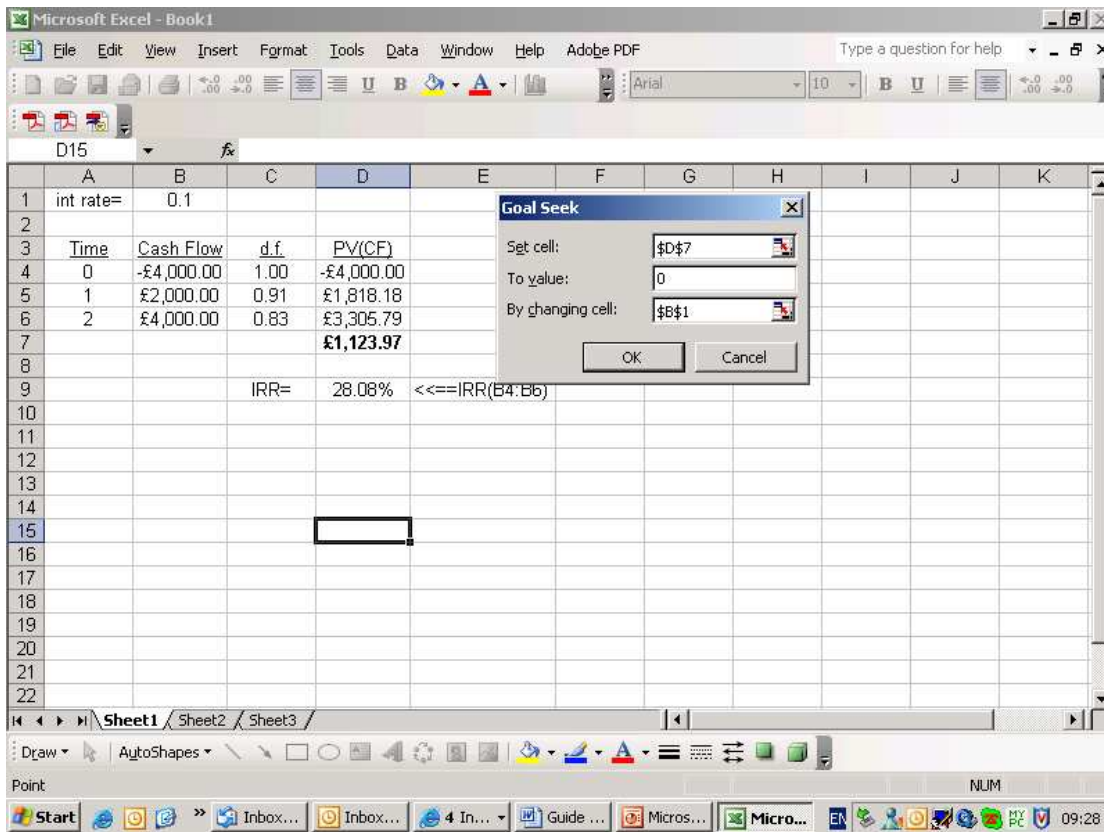 Microsoft Excel - Book1
File Edit View Insert Format Tools Data Window Help Adobe PDF Type a question for help
U B A Arial 10 B U
D15 fx
A B C D E F G H I J K
1 int rate= 0.1
2
3 Time Cash Flow d.f. PV(CF)
4 0 -£4,000.00 1.00 -£4,000.00
5 1 £2,000.00 0.91 £1,818.18
6 2 £4,000.00 0.83 £3,305.79
7 £1,123.97
8
9 IRR= 28.08% <<==IRR(B4:B6)
10
11
12
13
14
15
16
17
18
19
20
21
22
Goal Seek
Set cell: $D$7
To value: 0
By changing cell: $B$1
OK Cancel
Sheet1 Sheet2 Sheet3
Draw AutoShapes A
Point NUM
Start Inbox... Inbox... 4 In... Guide ... Micros... Micro... EN MY PC 09:28